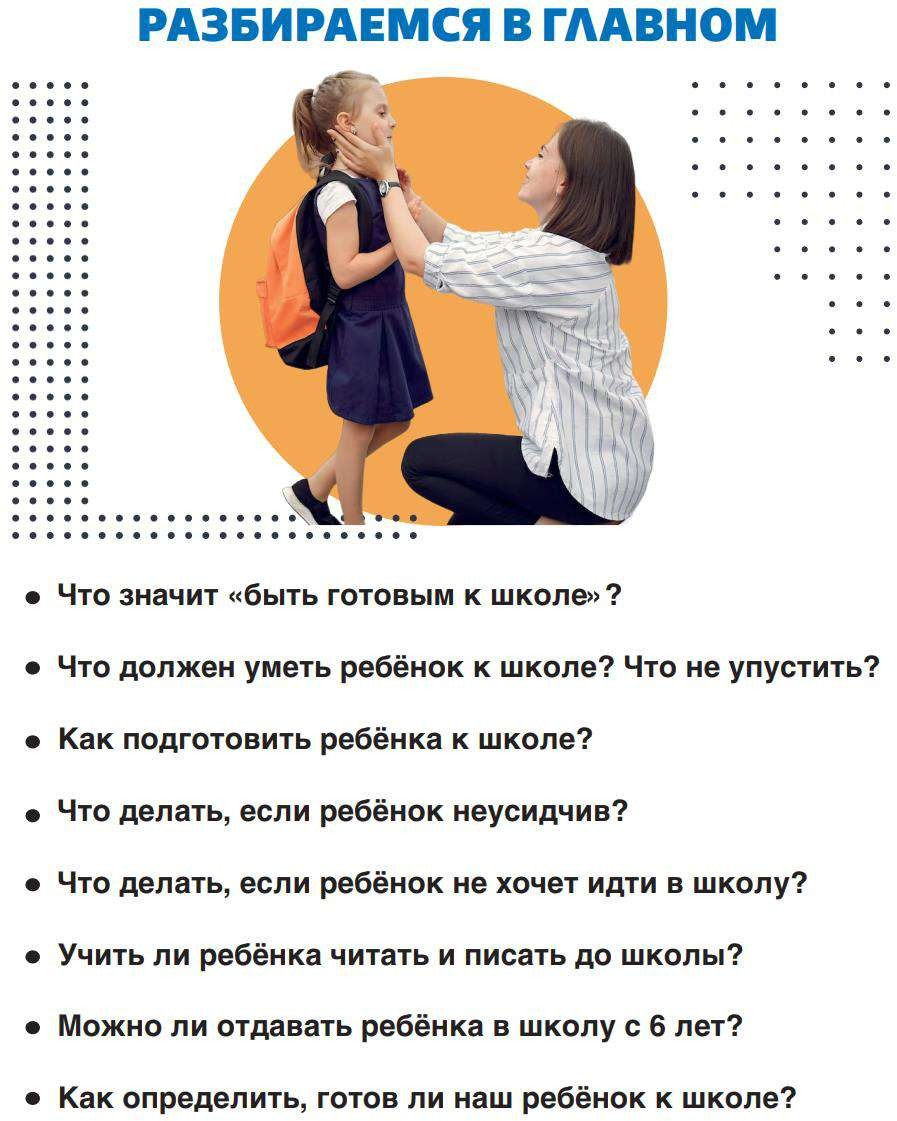 РАЗБИРАЕМСЯ В ГЛАВНОМ
• Что значит «быть готовым к школе»?
• Что должен уметь ребёнок к школе? Что не упустить?
• Как подготовить ребёнка к школе?
• Что делать, если ребёнок неусидчив?
• Что делать, если ребёнок не хочет идти в школу?
• Учить ли ребёнка читать и писать до школы?
• Можно ли отдавать ребёнка в школу с 6 лет?
• Как определить, готов ли наш ребёнок к школе?